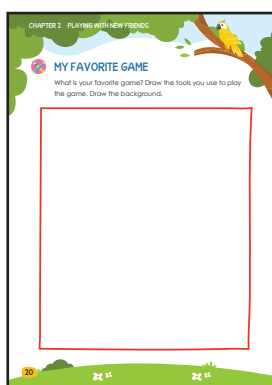 CHAPTER 2 PLAYING WITH NEW FRIENDS
MY FAVORITE GAME
What is your favorite game? Draw the tools you use to play
the game. Draw the background.
20